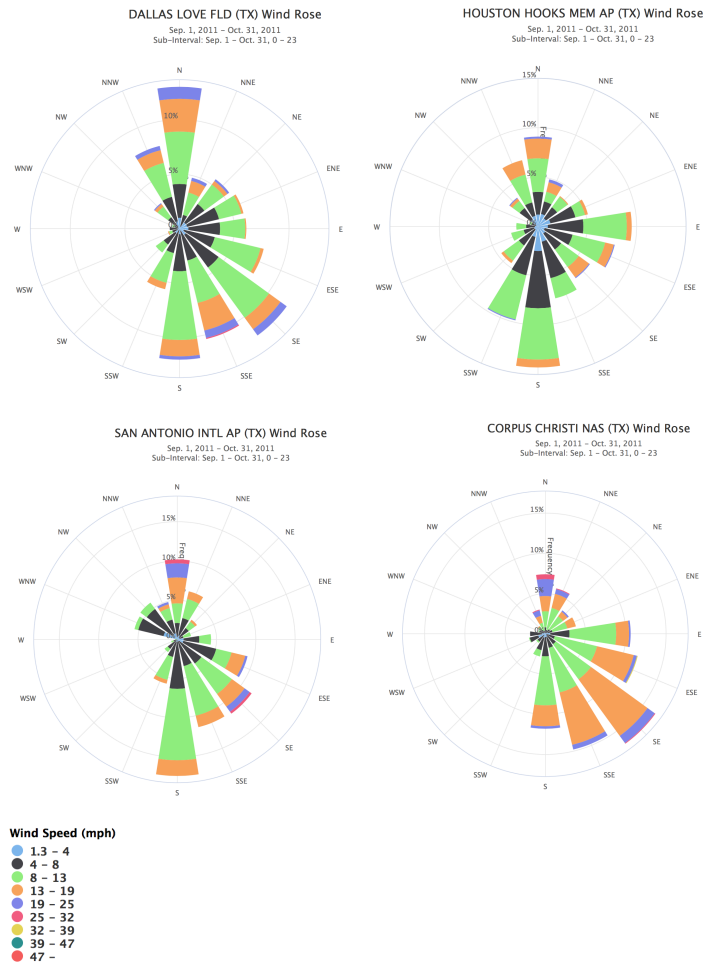 DALLAS LOVE FLD (TX) Wind Rose
Sep. 1, 2011 – Oct. 31, 2011
Sub-Interval: Sep. 1 – Oct. 31, 0 – 23
N
NNW
NNE
NW
NE
WNW
ENE
W
E
WSW
ESE
SW
SE
SSW
SSE
S
10%
5%
HOUSTON HOOKS MEM AP (TX) Wind Rose
Sep. 1, 2011 – Oct. 31, 2011
Sub-Interval: Sep. 1 – Oct. 31, 0 – 23
N
15%
NNW
NNE
NW
NE
WNW
ENE
W
E
WSW
ESE
SW
SE
SSW
SSE
S
10%
Fr
5%
SAN ANTONIO INTL AP (TX) Wind Rose
Sep. 1, 2011 – Oct. 31, 2011
Sub-Interval: Sep. 1 – Oct. 31, 0 – 23
N
NNW
NNE
NW
NE
WNW
ENE
W
E
WSW
ESE
SW
SE
SSW
SSE
S
15%
10%
Freq
5%
CORPUS CHRISTI NAS (TX) Wind Rose
Sep. 1, 2011 – Oct. 31, 2011
Sub-Interval: Sep. 1 – Oct. 31, 0 – 23
N
NNW
NNE
NW
NE
WNW
ENE
W
E
WSW
ESE
SW
SE
SSW
SSE
S
15%
10%
Frequency
5%
0%
Wind Speed (mph)
1.3 – 4
4 – 8
8 – 13
13 – 19
19 – 25
25 – 32
32 – 39
39 – 47
47 –